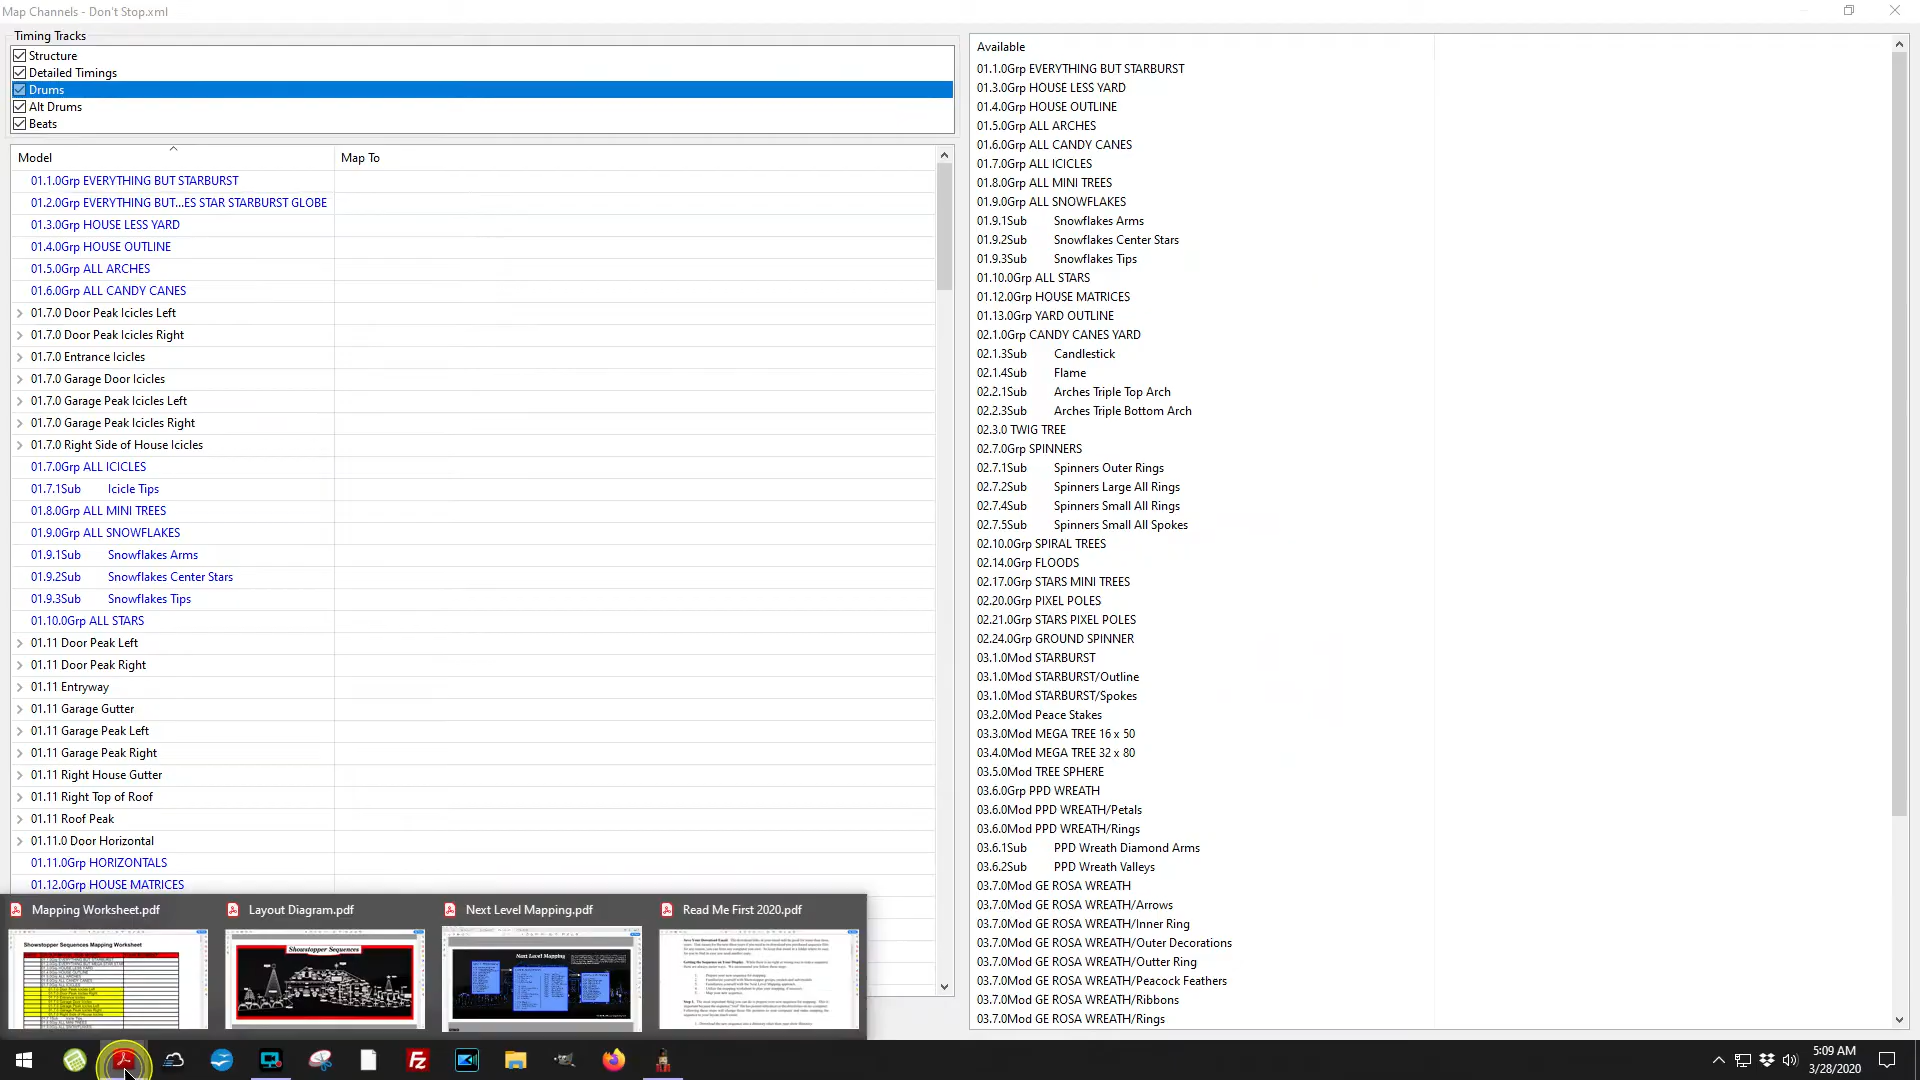 Map Channels - Don't Stop.xml
Timing Tracks
Structure
Detailed Timings
Drums
Alt Drums
Beats
Model
Map To
01.1.0Grp EVERYTHING BUT STARBURST
01.2.0Grp EVERYTHING BUT...ES STAR STARBURST GLOBE
01.3.0Grp HOUSE LESS YARD
01.4.0Grp HOUSE OUTLINE
01.5.0Grp ALL ARCHES
01.6.0Grp ALL CANDY CANES
01.7.0 Door Peak Icicles Left
01.7.0 Door Peak Icicles Right
01.7.0 Entrance Icicles
01.7.0 Garage Door Icicles
01.7.0 Garage Peak Icicles Left
01.7.0 Garage Peak Icicles Right
01.7.0 Right Side of House Icicles
01.7.0Grp ALL ICICLES
01.7.1Sub Icicle Tips
01.8.0Grp ALL MINI TREES
01.9.0Grp ALL SNOWFLAKES
01.9.1Sub Snowflakes Arms
01.9.2Sub Snowflakes Center Stars
01.9.3Sub Snowflakes Tips
01.10.0Grp ALL STARS
01.11 Door Peak Left
01.11 Door Peak Right
01.11 Entryway
01.11 Garage Gutter
01.11 Garage Peak Left
01.11 Garage Peak Right
01.11 Right House Gutter
01.11 Right Top of Roof
01.11 Roof Peak
01.11.0 Door Horizontal
01.11.0Grp HORIZONTALS
01.12.0Grp HOUSE MATRICES
Available
01.1.0Grp EVERYTHING BUT STARBURST
01.3.0Grp HOUSE LESS YARD
01.4.0Grp HOUSE OUTLINE
01.5.0Grp ALL ARCHES
01.6.0Grp ALL CANDY CANES
01.7.0Grp ALL ICICLES
01.8.0Grp ALL MINI TREES
01.9.0Grp ALL SNOWFLAKES
01.9.1Sub Snowflakes Arms
01.9.2Sub Snowflakes Center Stars
01.9.3Sub Snowflakes Tips
01.10.0Grp ALL STARS
01.12.0Grp HOUSE MATRICES
01.13.0Grp YARD OUTLINE
02.1.0Grp CANDY CANES YARD
02.1.3Sub Candlestick
02.1.4Sub Flame
02.2.1Sub Arches Triple Top Arch
02.2.3Sub Arches Triple Bottom Arch
02.3.0 TWIG TREE
02.7.0Grp SPINNERS
02.7.1Sub Spinners Outer Rings
02.7.2Sub Spinners Large All Rings
02.7.4Sub Spinners Small All Rings
02.7.5Sub Spinners Small All Spokes
02.10.0Grp SPIRAL TREES
02.14.0Grp FLOODS
02.17.0Grp STARS MINI TREES
02.20.0Grp PIXEL POLES
02.21.0Grp STARS PIXEL POLES
02.24.0Grp GROUND SPINNER
03.1.0Mod STARBURST
03.1.0Mod STARBURST/Outline
03.1.0Mod STARBURST/Spokes
03.2.0Mod Peace Stakes
03.3.0Mod MEGA TREE 16 x 50
03.4.0Mod MEGA TREE 32 x 80
03.5.0Mod TREE SPHERE
03.6.0Grp PPD WREATH
03.6.0Mod PPD WREATH/Petals
03.6.0Mod PPD WREATH/Rings
03.6.1Sub PPD Wreath Diamond Arms
03.6.2Sub PPD Wreath Valleys
03.7.0Mod GE ROSA WREATH
03.7.0Mod GE ROSA WREATH/Arrows
03.7.0Mod GE ROSA WREATH/Inner Ring
03.7.0Mod GE ROSA WREATH/Outer Decorations
03.7.0Mod GE ROSA WREATH/Outer Ring
03.7.0Mod GE ROSA WREATH/Peacock Feathers
03.7.0Mod GE ROSA WREATH/Ribbons
03.7.0Mod GE ROSA WREATH/Rings
Mapping Worksheet.pdf
Layout Diagram.pdf
Next Level Mapping.pdf
Read Me First 2020.pdf
Showstopper Sequences Mapping Worksheet
Showstopper Sequences
Next Level Mapping
5:09 AM
3/28/2020